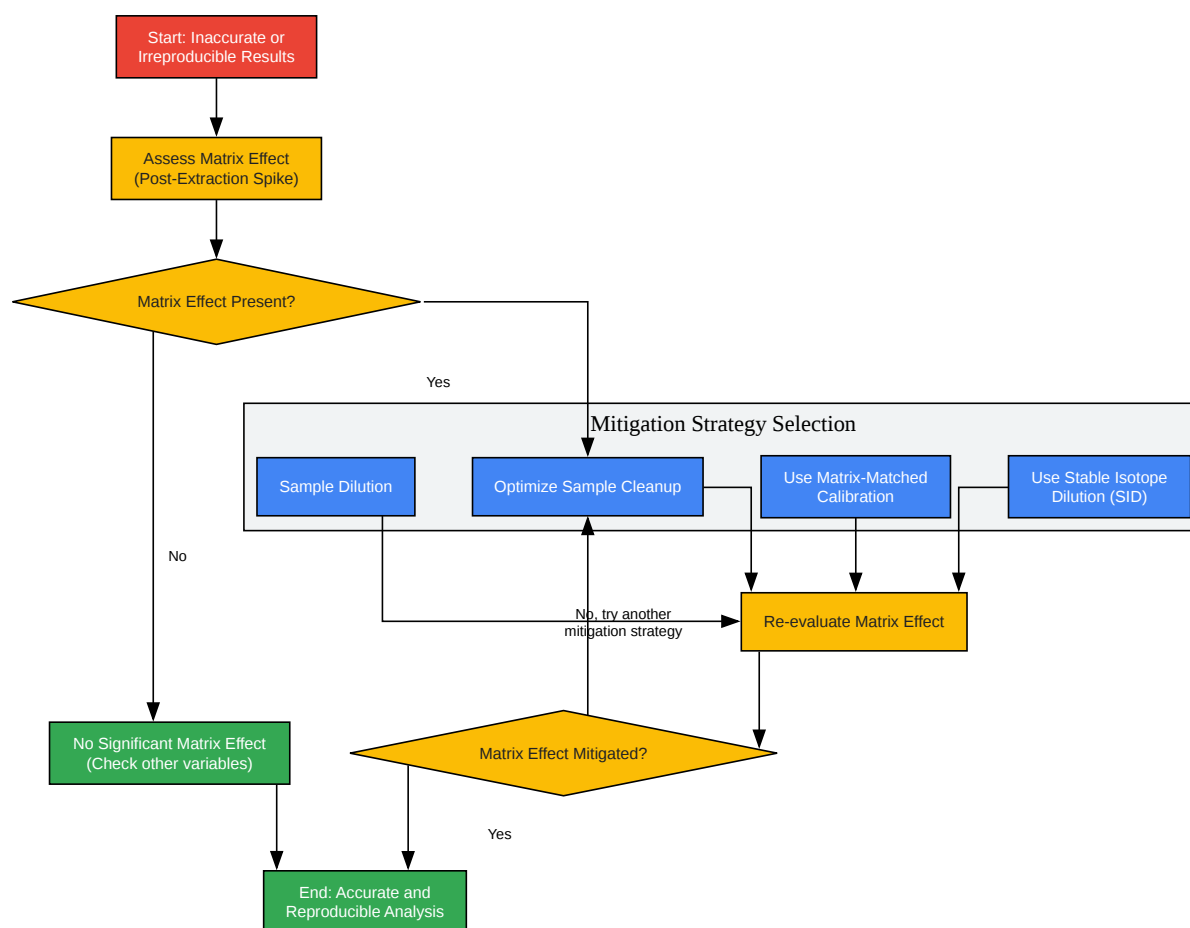 Start: Inaccurate or
Irreproducible Results
Assess Matrix Effect
(Post-Extraction Spike)
Matrix Effect Present?
Yes
Mitigation Strategy Selection
Sample Dilution
Optimize Sample Cleanup
Use Matrix-Matched
Calibration
Use Stable Isotope
Dilution (SID)
No
No, try another
mitigation strategy
Re-evaluate Matrix Effect
No Significant Matrix Effect
(Check other variables)
Matrix Effect Mitigated?
Yes
End: Accurate and
Reproducible Analysis